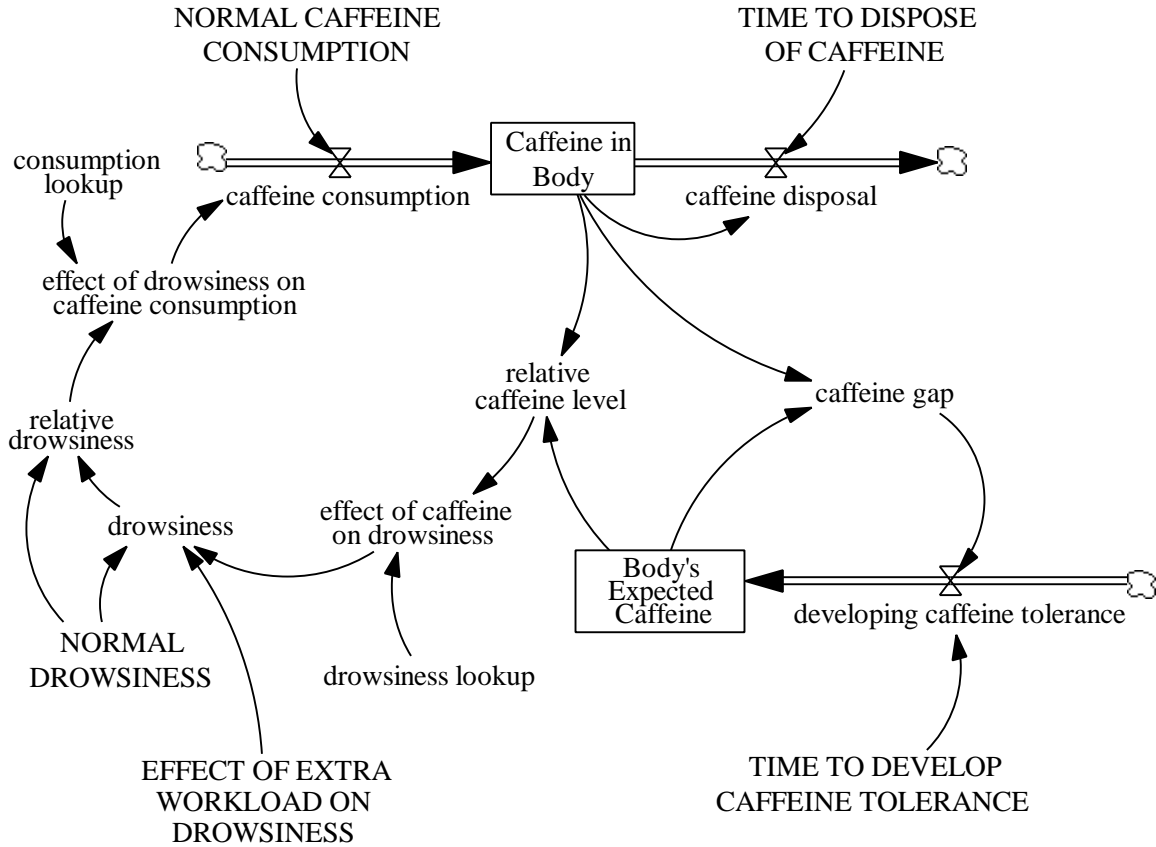 NORMAL CAFFEINE
CONSUMPTION
TIME TO DISPOSE
OF CAFFEINE
Caffeine in
Body
consumption
lookup
caffeine consumption
caffeine disposal
effect of drowsiness on
caffeine consumption
relative
caffeine level
caffeine gap
relative
drowsiness
effect of caffeine
on drowsiness
drowsiness
Body's
Expected
Caffeine
developing caffeine tolerance
NORMAL
DROWSINESS
drowsiness lookup
EFFECT OF EXTRA
WORKLOAD ON
DROWSINESS
TIME TO DEVELOP
CAFFEINE TOLERANCE